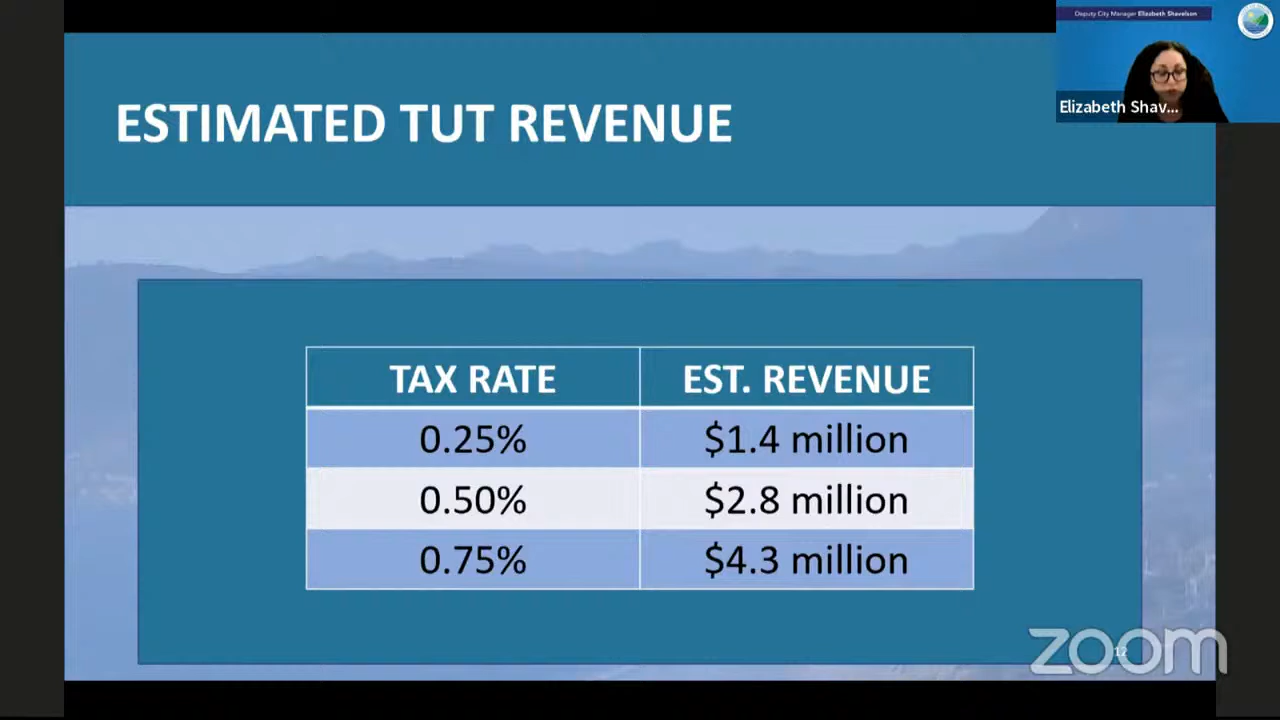 Deputy City Manager Elizabeth Shavelson
Elizabeth Shav...
ESTIMATED TUT REVENUE
TAX RATE EST. REVENUE
0.25% $1.4 million
0.50% $2.8 million
0.75% $4.3 million
12
zoom